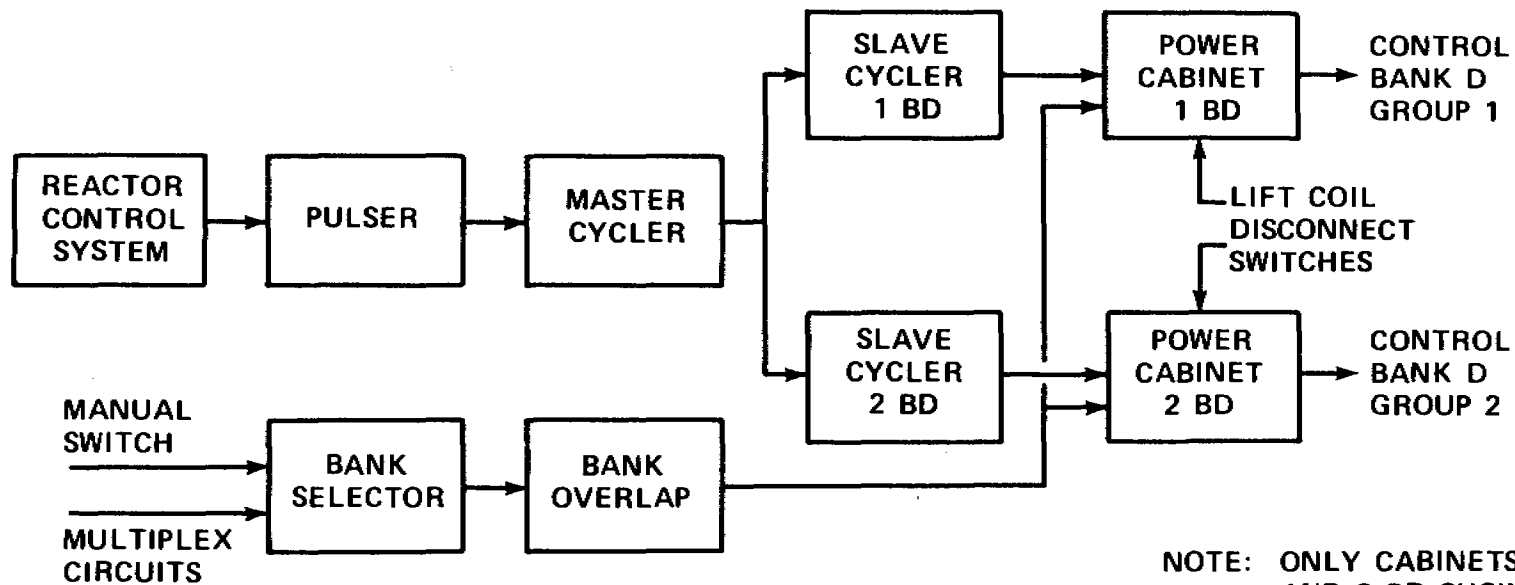 REACTOR
CONTROL
SYSTEM
PULSER
MASTER
CYCLER
SLAVE
CYCLER
1 BD
POWER
CABINET
1 BD
CONTROL
BANK D
GROUP 1
LIFT COIL
DISCONNECT
SWITCHES
SLAVE
CYCLER
2 BD
POWER
CABINET
2 BD
CONTROL
BANK D
GROUP 2
MANUAL
SWITCH
MULTIPLEX
CIRCUITS
BANK
SELECTOR
BANK
OVERLAP
NOTE: ONLY CABINETS